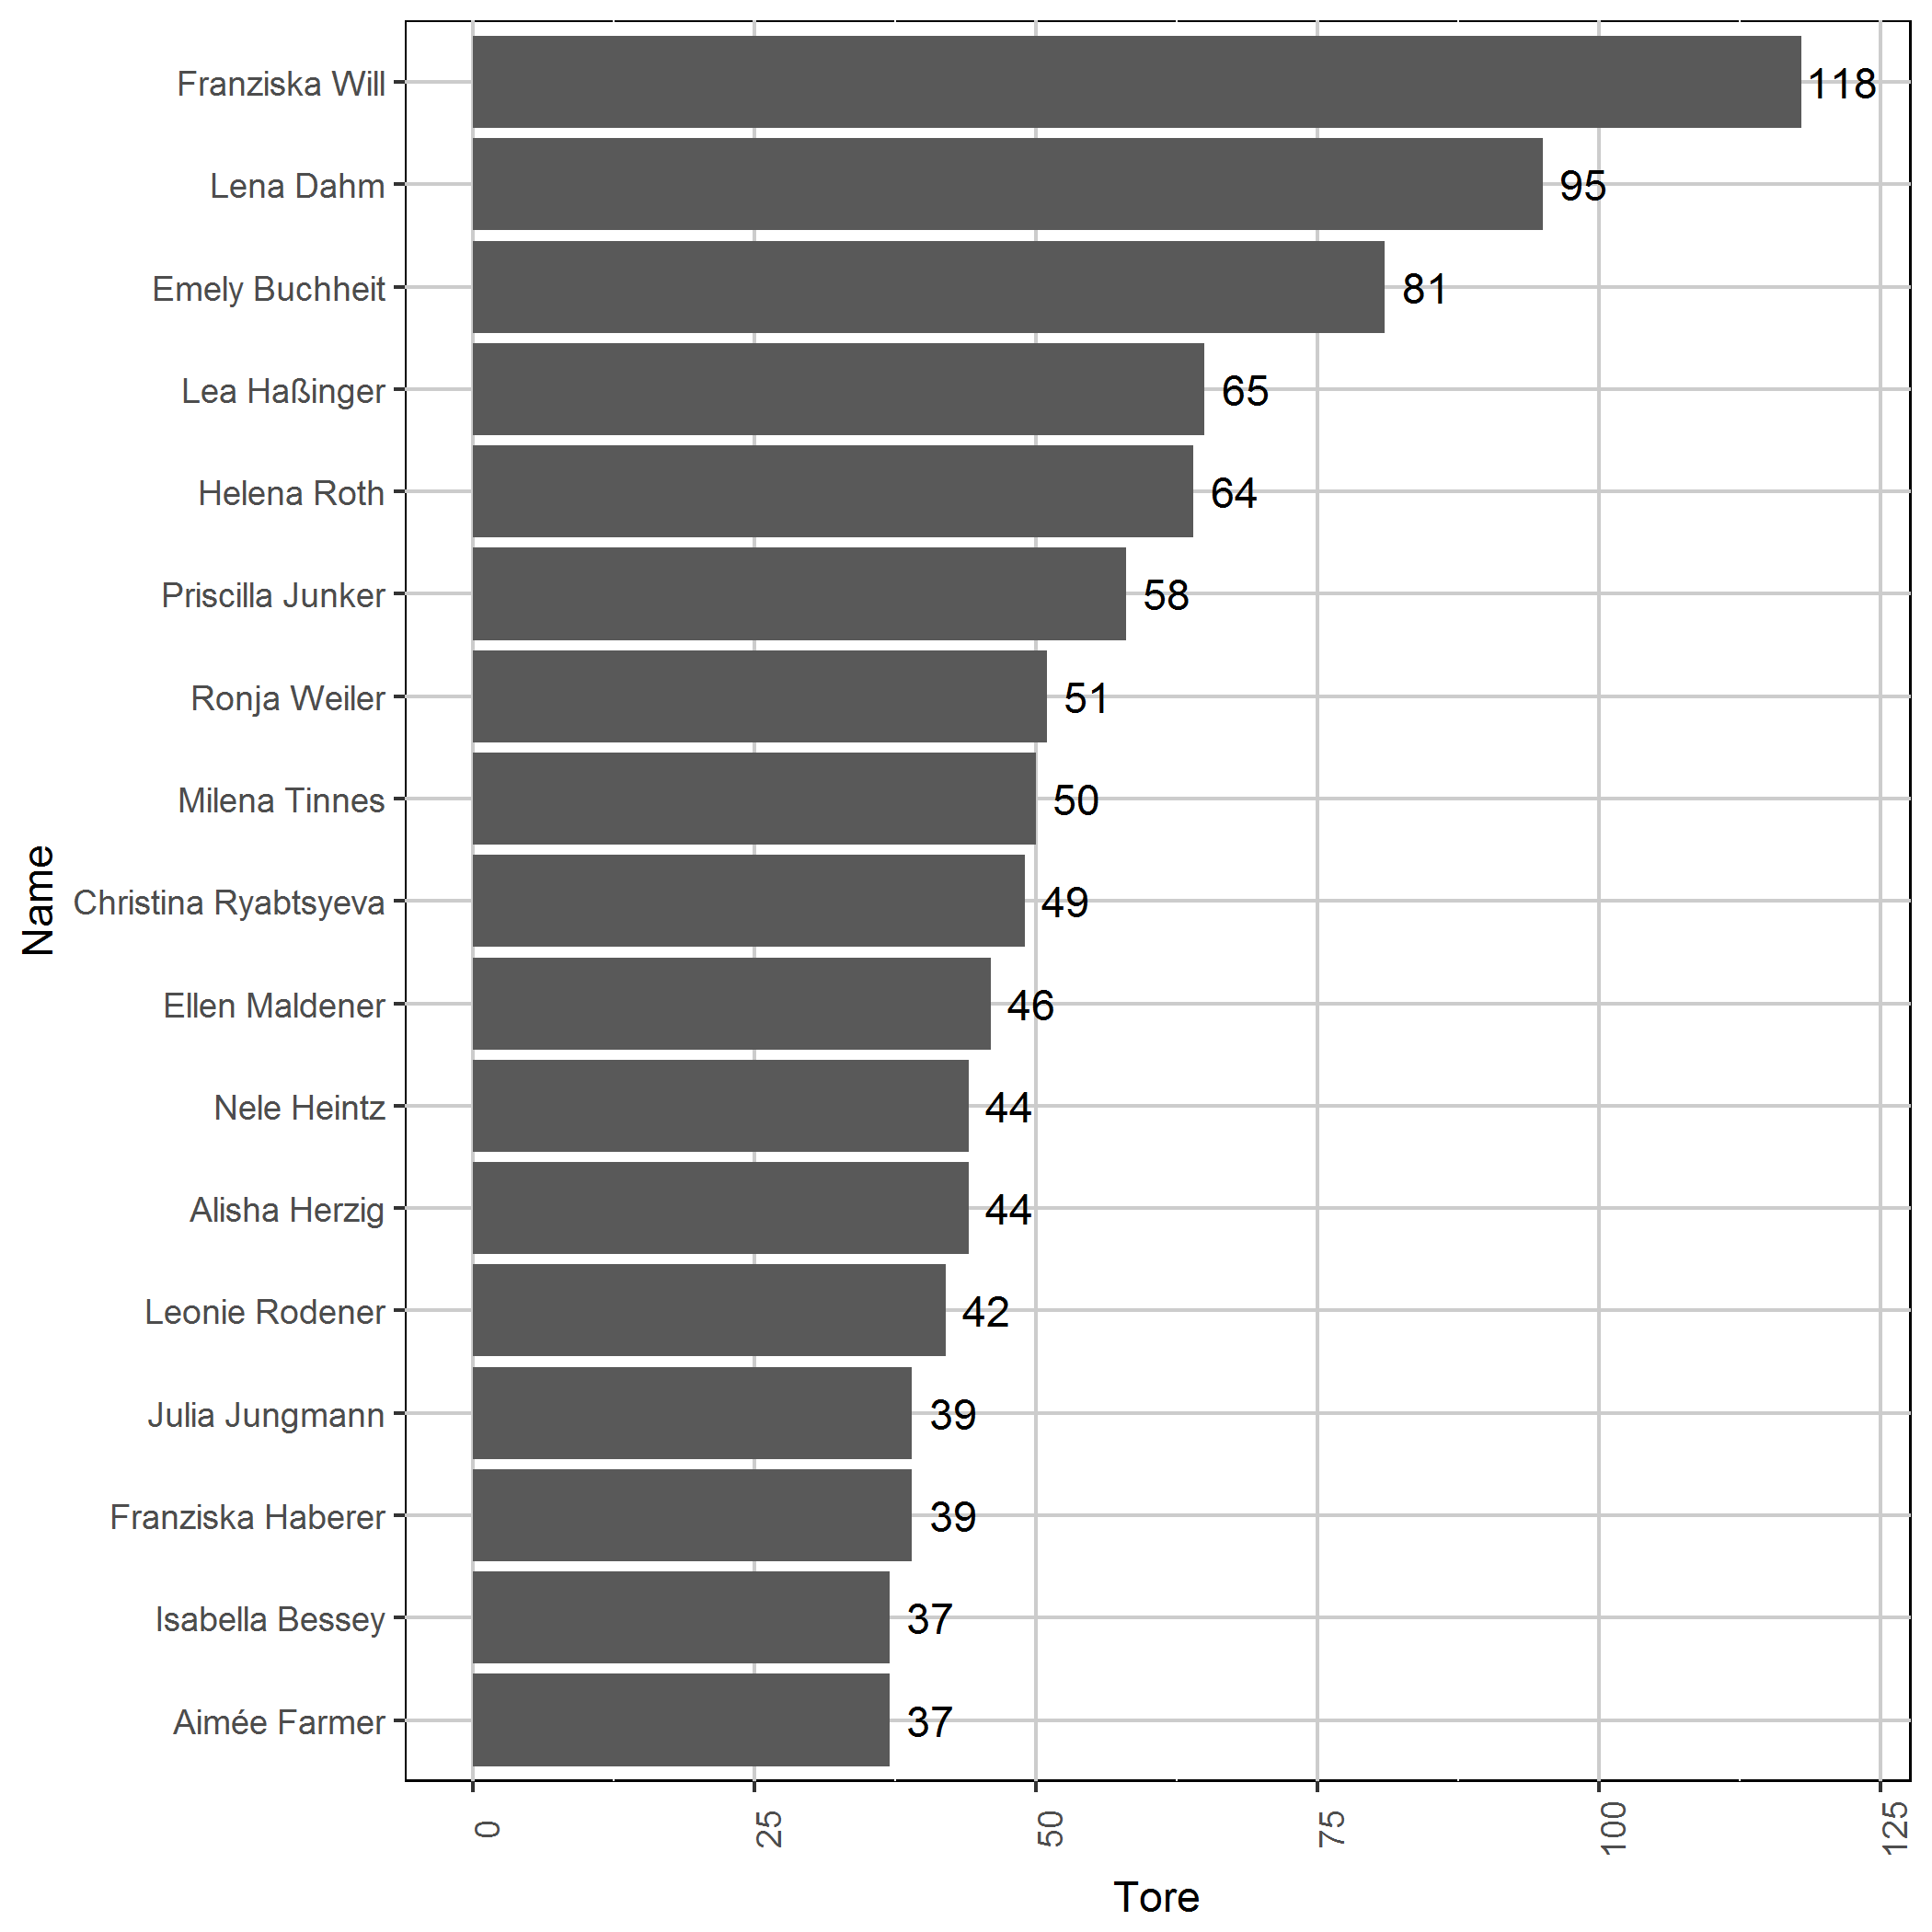 Franziska Will 118
Lena Dahm 95
Emely Buchheit 81
Lea Haßinger 65
Helena Roth 64
Priscilla Junker 58
Ronja Weiler 51
Milena Tinnes 50
Christina Ryabtsyeva 49
Ellen Maldener 46
Nele Heintz 44
Alisha Herzig 44
Leonie Rodener 42
Julia Jungmann 39
Franziska Haberer 39
Isabella Bessey 37
Aimée Farmer 37
Name
0 25 50 75 100 125
Tore